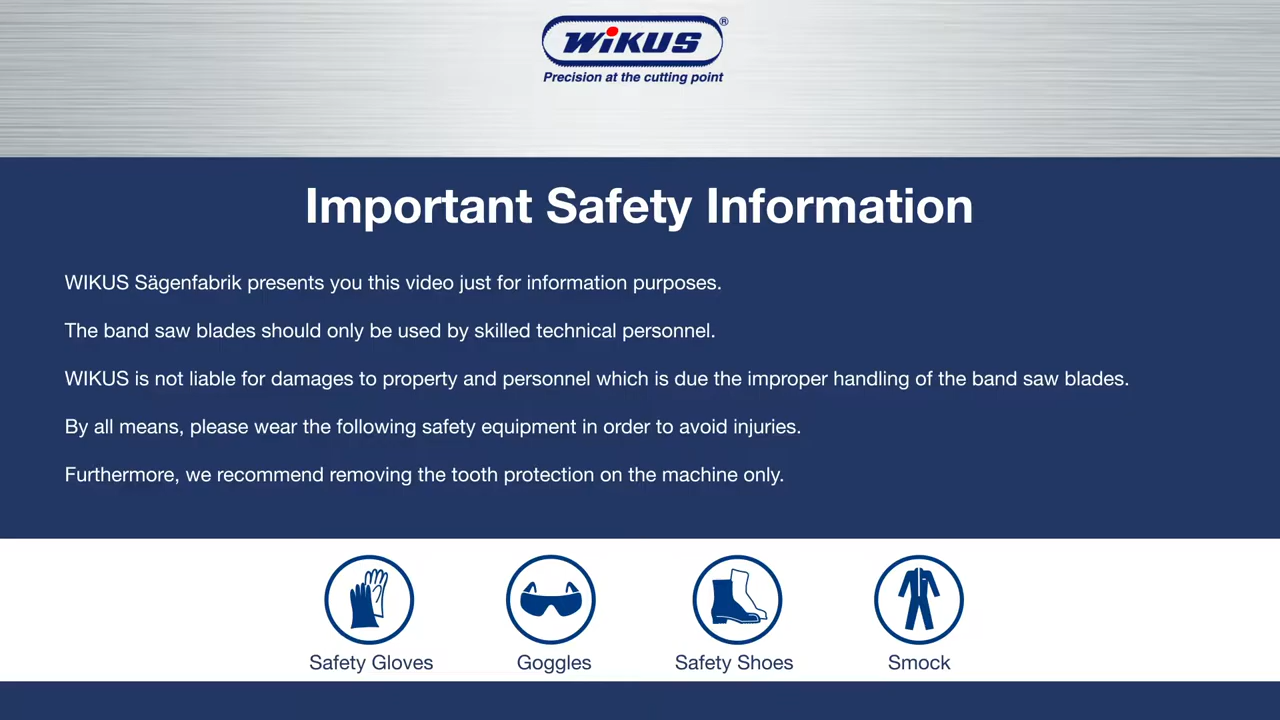 WiKUS®
Precision at the cutting point
Important Safety Information
WIKUS Sägenfabrik presents you this video just for information purposes.
The band saw blades should only be used by skilled technical personnel.
WIKUS is not liable for damages to property and personnel which is due the improper handling of the band saw blades.
By all means, please wear the following safety equipment in order to avoid injuries.
Furthermore, we recommend removing the tooth protection on the machine only.
Safety Gloves
Goggles
Safety Shoes
Smock